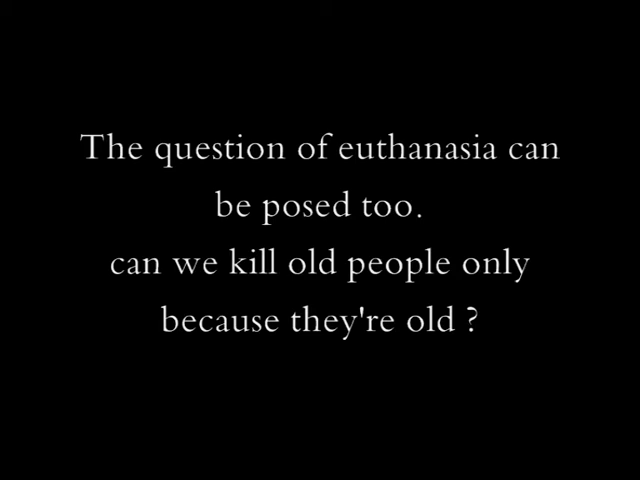 The question of euthanasia can
be posed too.
can we kill old people only
because they're old ?